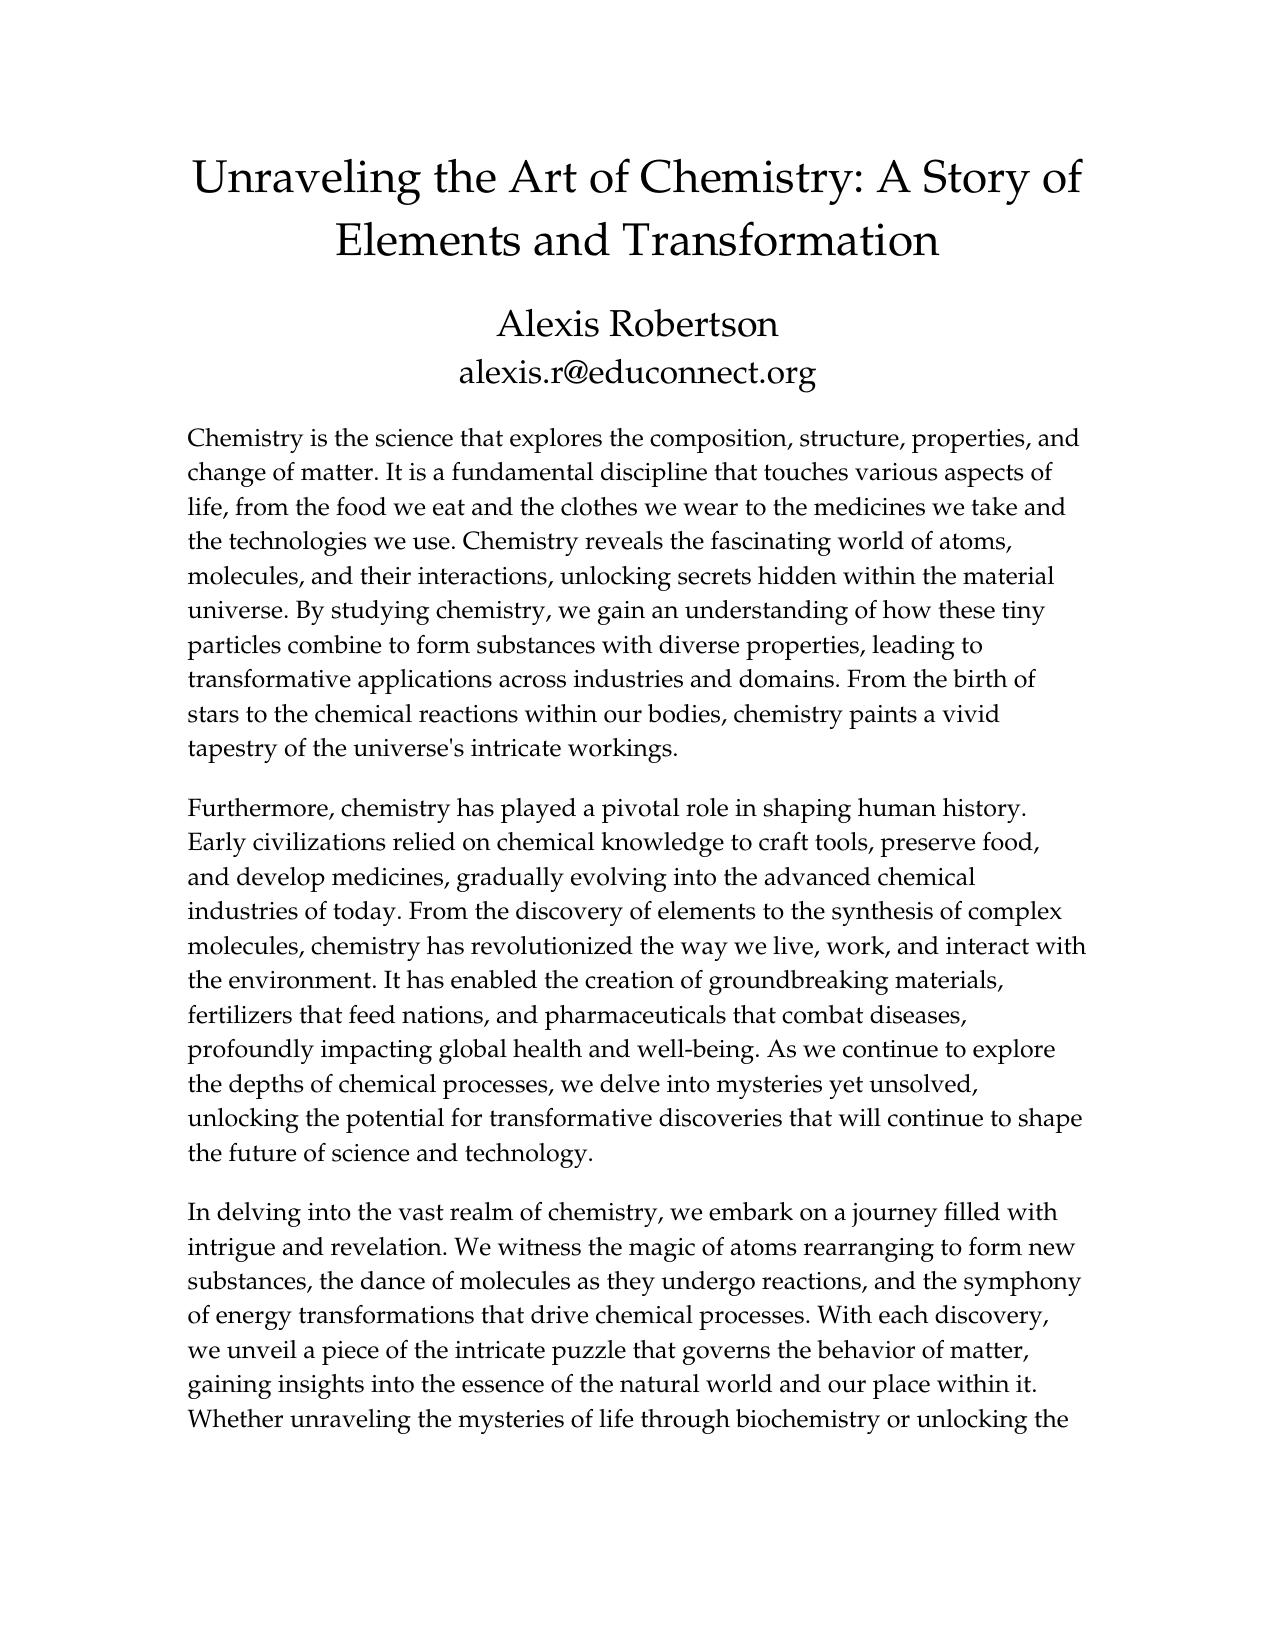 Unraveling the Art of Chemistry: A Story of
Elements and Transformation
Alexis Robertson
alexis.r@educonnect.org
Chemistry is the science that explores the composition, structure, properties, and
change of matter. It is a fundamental discipline that touches various aspects of
life, from the food we eat and the clothes we wear to the medicines we take and
the technologies we use. Chemistry reveals the fascinating world of atoms,
molecules, and their interactions, unlocking secrets hidden within the material
universe. By studying chemistry, we gain an understanding of how these tiny
particles combine to form substances with diverse properties, leading to
transformative applications across industries and domains. From the birth of
stars to the chemical reactions within our bodies, chemistry paints a vivid
tapestry of the universe's intricate workings.
Furthermore, chemistry has played a pivotal role in shaping human history.
Early civilizations relied on chemical knowledge to craft tools, preserve food,
and develop medicines, gradually evolving into the advanced chemical
industries of today. From the discovery of elements to the synthesis of complex
molecules, chemistry has revolutionized the way we live, work, and interact with
the environment. It has enabled the creation of groundbreaking materials,
fertilizers that feed nations, and pharmaceuticals that combat diseases,
profoundly impacting global health and well-being. As we continue to explore
the depths of chemical processes, we delve into mysteries yet unsolved,
unlocking the potential for transformative discoveries that will continue to shape
the future of science and technology.
In delving into the vast realm of chemistry, we embark on a journey filled with
intrigue and revelation. We witness the magic of atoms rearranging to form new
substances, the dance of molecules as they undergo reactions, and the symphony
of energy transformations that drive chemical processes. With each discovery,
we unveil a piece of the intricate puzzle that governs the behavior of matter,
gaining insights into the essence of the natural world and our place within it.
Whether unraveling the mysteries of life through biochemistry or unlocking the